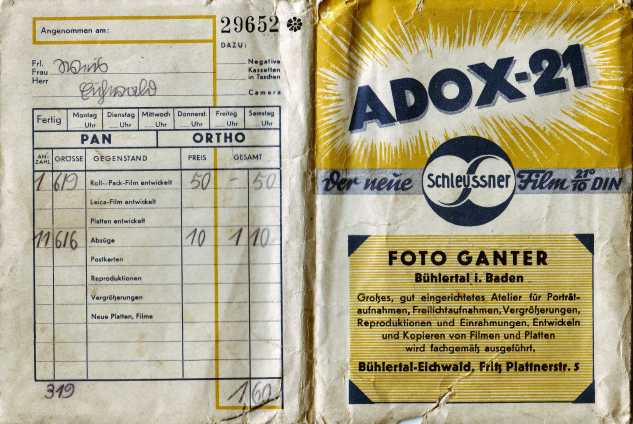 Angenommen am:
29652
DAZU:
Frl.
Frau
Herr
Negative
Kassetten
in Taschen
Camera
Eichwald
Fertig
Montag Uhr
Dienstag Uhr
Mittwoch Uhr
Donnerst. Uhr
Freitag Uhr
Samstag Uhr
PAN ORTHO
AN-ZAHL GRÖSSE GEGENSTAND PREIS GESAMT
1 6/9 Roll-Pack-Film entwickelt 50 - 50
Leica-Film entwickelt
Platten entwickelt
11 6/6 Abzüge 10 1 10
Postkarten
Reproduktionen
Vergrößerungen
Neue Platten, Filme
319 1 60
ADOX-21
Der neue Schleussner Film 21°/10 DIN
FOTO GANTER
Bühlertal i. Baden
Großes, gut eingerichtetes Atelier für Porträt-
aufnahmen, Freilichtaufnahmen, Vergrößerungen,
Reproduktionen und Einrahmungen. Entwickeln
und Kopieren von Filmen und Platten
wird fachgemäß ausgeführt.
Bühlertal-Eichwald, Fritz Plattnerstr. 5